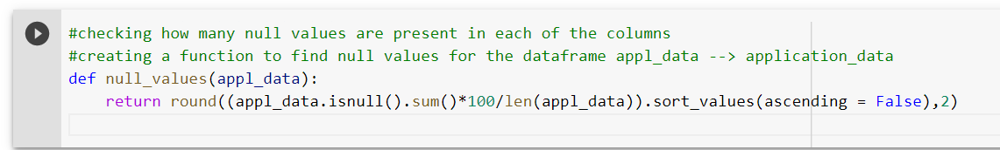 #checking how many null values are present in each of the columns
#creating a function to find null values for the dataframe appl_data --> application_data
def null_values(appl_data):
    return round((appl_data.isnull().sum()*100/len(appl_data)).sort_values(ascending = False),2)